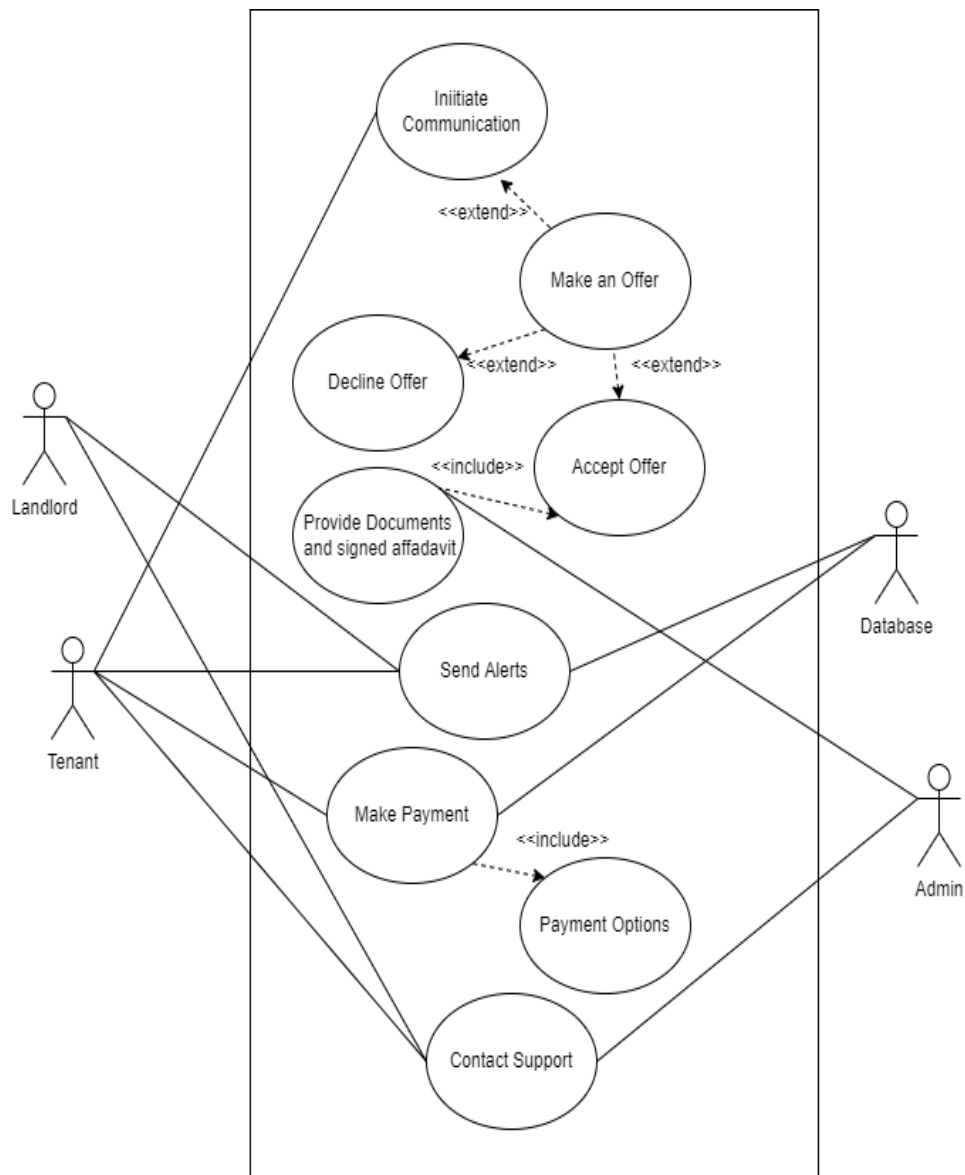 Iniitiate
Communication
<<extend>>
Make an Offer
<<extend>>
<<extend>>
Decline Offer
<<include>>
Accept Offer
Landlord
Provide Documents
and signed affadavit
Database
Send Alerts
Tenant
Make Payment
<<include>>
Admin
Payment Options
Contact Support